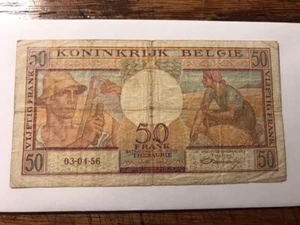 50 KONINKRIJK BELGIE 50
VIJFTIG FRANK
VIJFTIG FRANK
50
FRANK
THESAURIE
50 03-04-56 50